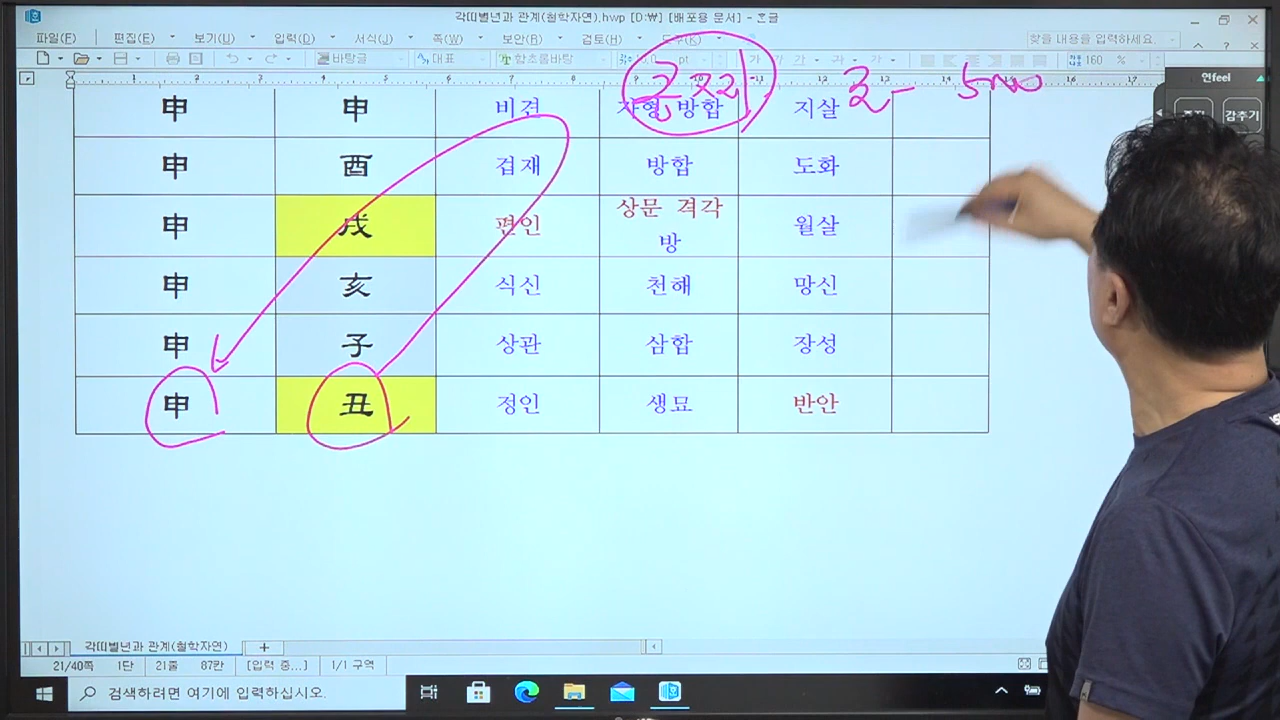 각띠별년과 관계(철학자연).hwp [D:\] [배포용 문서] - 흔글
파일(F) 편집(E) 보기(U) 입력(D) 서식(J) 쪽(W) 보안(R) 검토(H) 도구(K) 찾을 내용을 입력하세요.
바탕글 대표 함초롬바탕 160 %
연feel
감추기
申 申 비견 자형 방합 지살
申 酉 겁재 방합 도화
申 戌 편인 상문 격각 방 월살
申 亥 식신 천해 망신
申 子 상관 삼합 장성
申 丑 정인 생묘 반안
각띠별년과 관계(철학자연)
21/40쪽 1단 21줄 87칸 [입력 중...] 1/1 구역
검색하려면 여기에 입력하십시오.